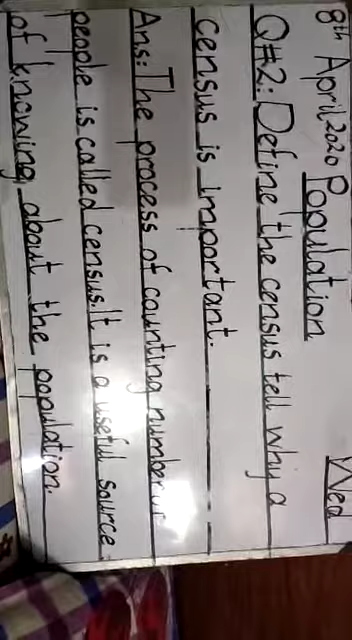 8th April 2020 Wed
Population
Q#2: Define the census tell why a
census is important.
Ans: The process of counting number
people is called census. It is a useful source
of knowing about the population.